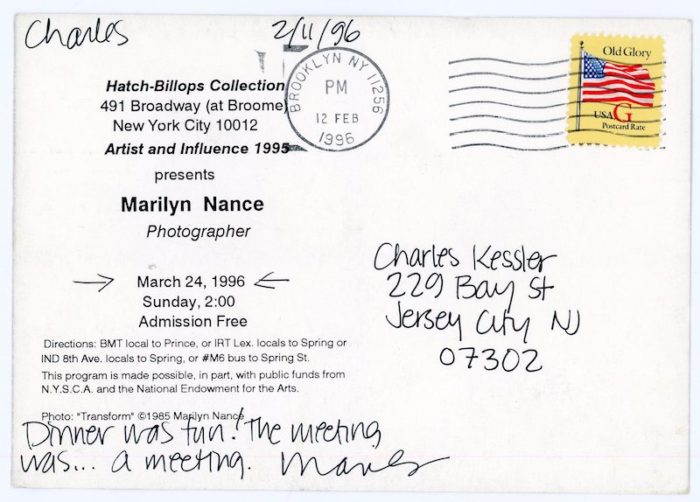 Charles
2/11/96
Hatch-Billops Collection
491 Broadway (at Broome)
New York City 10012
Artist and Influence 1995
presents
Marilyn Nance
Photographer
→ March 24, 1996 ←
Sunday, 2:00
Admission Free
Directions: BMT local to Prince, or IRT Lex. locals to Spring or
IND 8th Ave. locals to Spring, or #M6 bus to Spring St.
This program is made possible, in part, with public funds from
N.Y.S.C.A. and the National Endowment for the Arts.
Photo: "Transform" ©1985 Marilyn Nance
Dinner was fun! The meeting
was... a meeting.
BROOKLYN NY 11256
PM
12 FEB
1996
Old Glory
USA G
Postcard Rate
Charles Kessler
229 Bay St
Jersey City NJ
07302